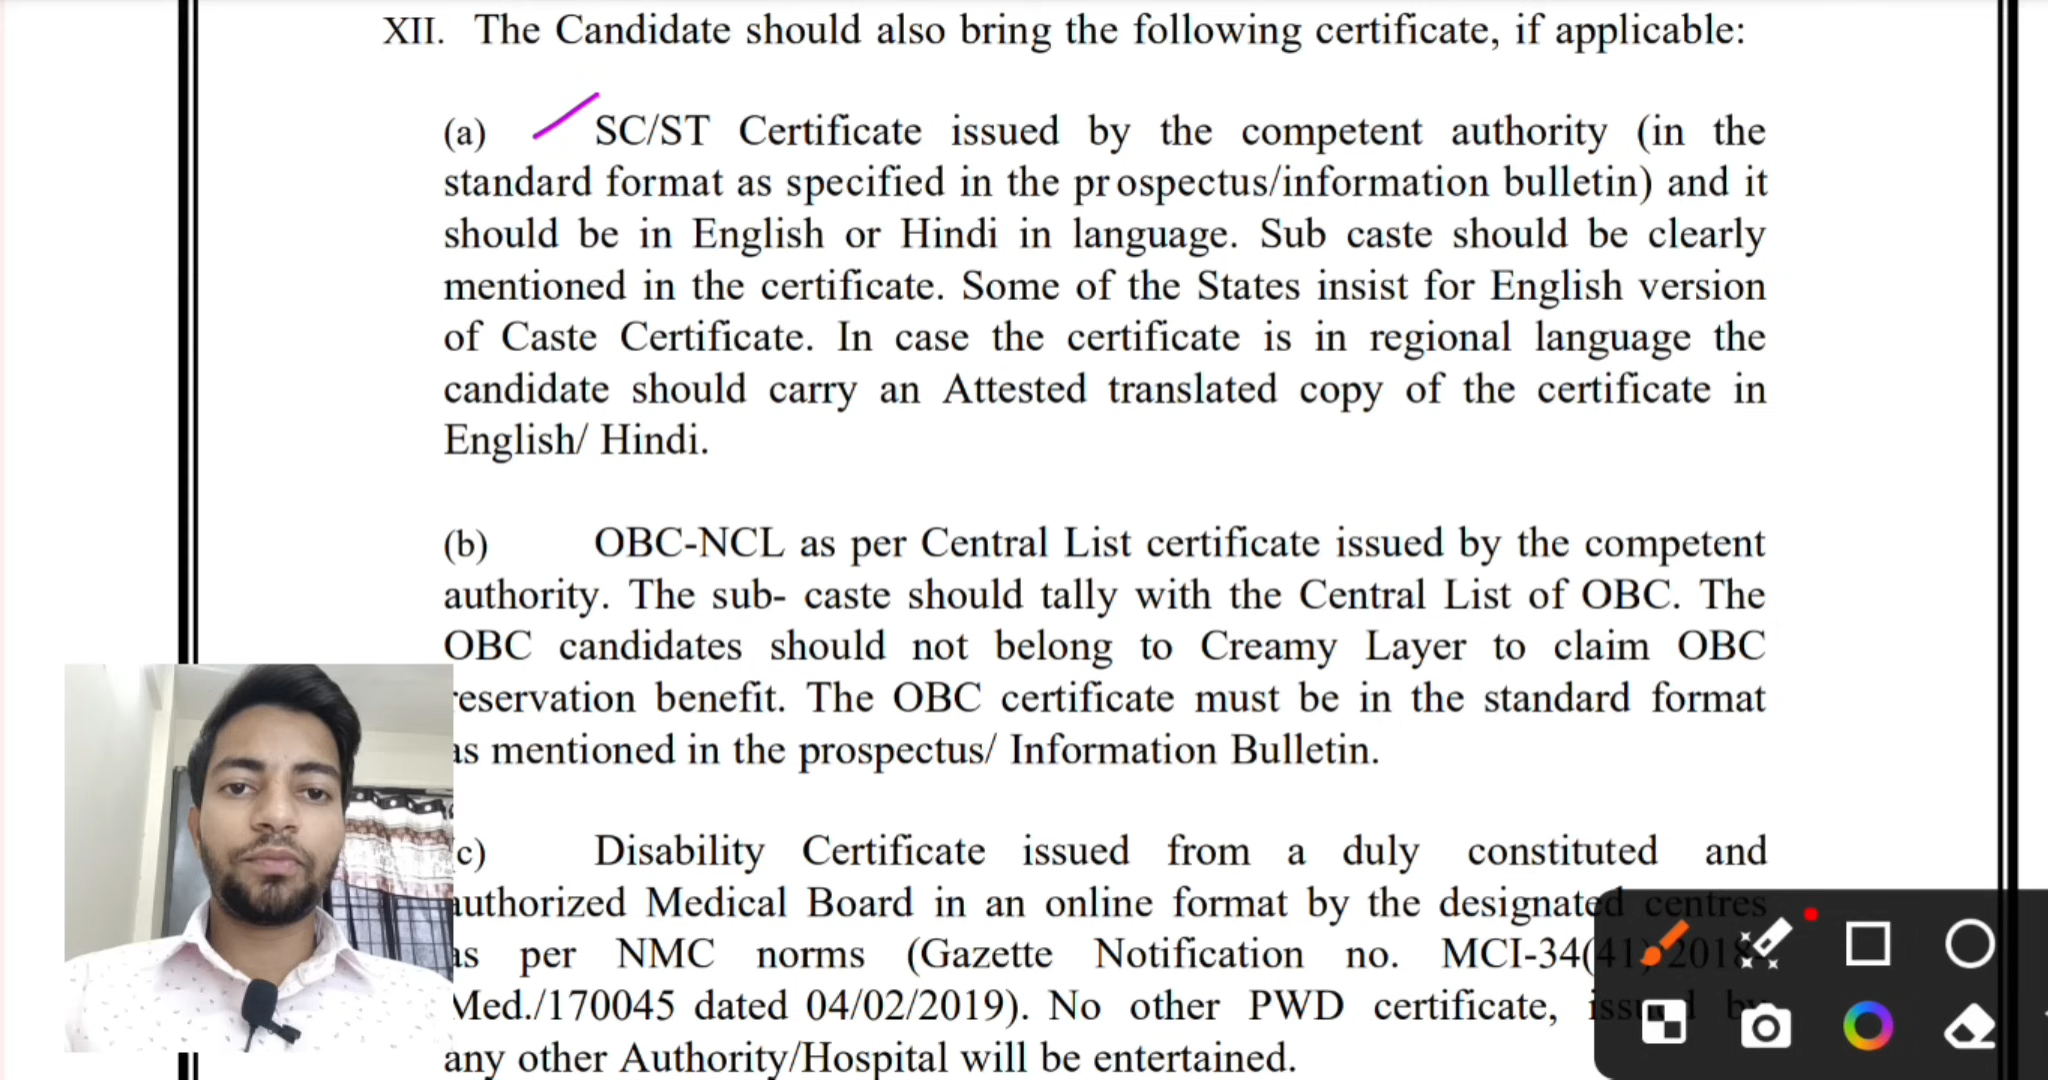 XII. The Candidate should also bring the following certificate, if applicable:
(a) SC/ST Certificate issued by the competent authority (in the
standard format as specified in the prospectus/information bulletin) and it
should be in English or Hindi in language. Sub caste should be clearly
mentioned in the certificate. Some of the States insist for English version
of Caste Certificate. In case the certificate is in regional language the
candidate should carry an Attested translated copy of the certificate in
English/ Hindi.
(b) OBC-NCL as per Central List certificate issued by the competent
authority. The sub- caste should tally with the Central List of OBC. The
OBC candidates should not belong to Creamy Layer to claim OBC
eservation benefit. The OBC certificate must be in the standard format
as mentioned in the prospectus/ Information Bulletin.
c) Disability Certificate issued from a duly constituted and
authorized Medical Board in an online format by the designated centres
as per NMC norms (Gazette Notification no. MCI-34(41)/2018-
Med./170045 dated 04/02/2019). No other PWD certificate, issued by
any other Authority/Hospital will be entertained.